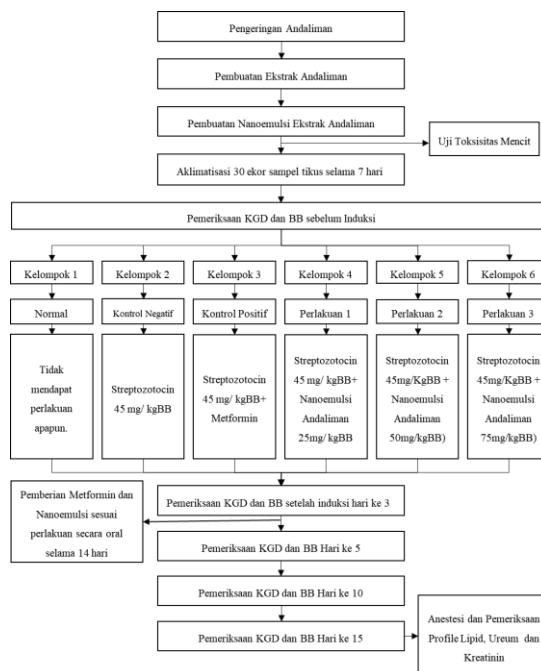 Pengeringan Andaliman
Pembuatan Ekstrak Andaliman
Pembuatan Nanoemulsi Ekstrak Andaliman
Uji Toksisitas Mencit
Aklimatisasi 30 ekor sampel tikus selama 7 hari
Pemeriksaan KGD dan BB sebelum Induksi
Kelompok 1
Kelompok 2
Kelompok 3
Kelompok 4
Kelompok 5
Kelompok 6
Normal
Kontrol Negatif
Kontrol Positif
Perlakuan 1
Perlakuan 2
Perlakuan 3
Tidak
mendapat
perlakuan
apapun.
Streptozotocin
45 mg/ kgBB
Streptozotocin
45 mg/ kgBB+
Metformin
Streptozotocin
45 mg/ kgBB+
Nanoemulsi
Andaliman
25mg/ kgBB
Streptozotocin
45mg/KgBB +
Nanoemulsi
Andaliman
50mg/kgBB)
Streptozotocin
45mg/KgBB +
Nanoemulsi
Andaliman
75mg/kgBB)
Pemeriksaan KGD dan BB setelah induksi hari ke 3
Pemberian Metformin dan
Nanoemulsi sesuai
perlakuan secara oral
selama 14 hari
Pemeriksaan KGD dan BB Hari ke 5
Pemeriksaan KGD dan BB Hari ke 10
Pemeriksaan KGD dan BB Hari ke 15
Anestesi dan Pemeriksaan
Profile Lipid, Ureum dan
Kreatinin